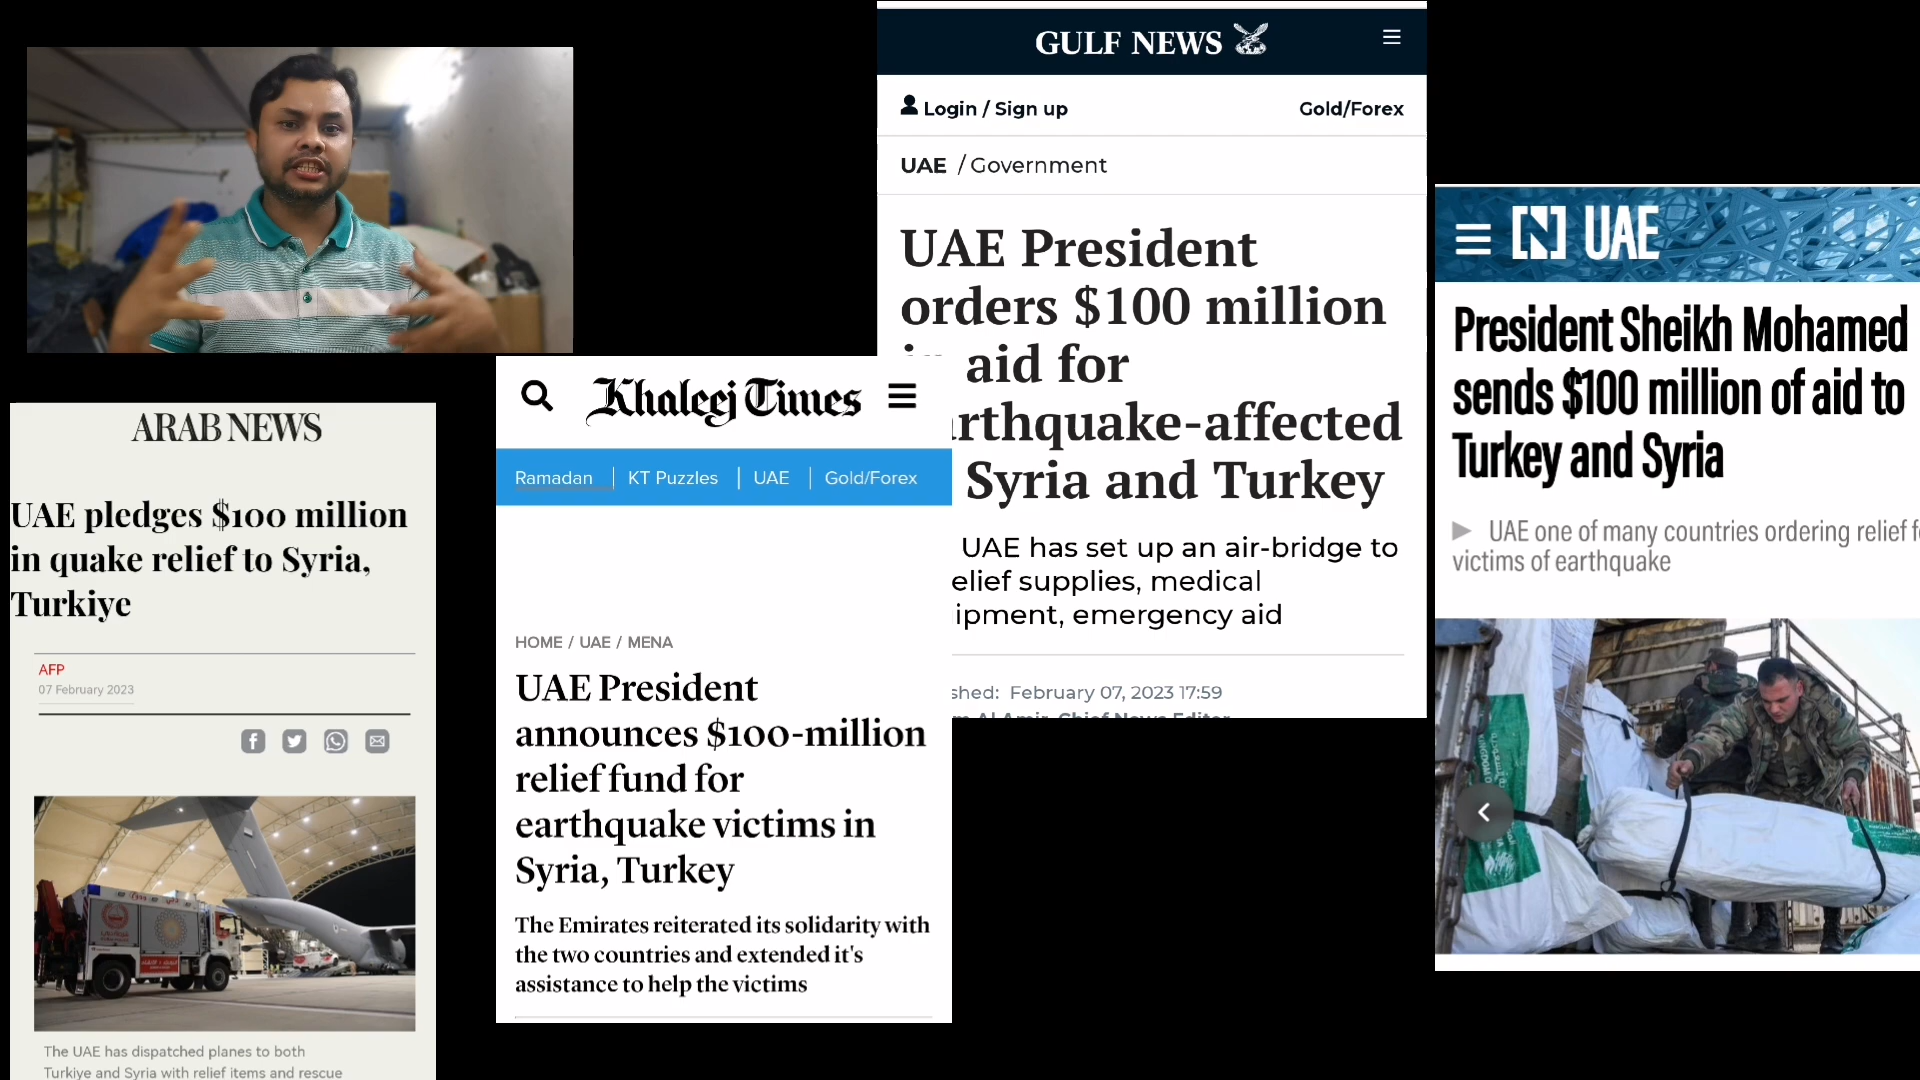 GULF NEWS
Login / Sign up
Gold/Forex
UAE / Government
UAE President
orders $100 million
aid for
rthquake-affected
Syria and Turkey
UAE has set up an air-bridge to
elief supplies, medical
ipment, emergency aid
shed: February 07, 2023 17:59
m Al Amir, Chief News Editor
UAE
President Sheikh Mohamed
sends $100 million of aid to
Turkey and Syria
UAE one of many countries ordering relief f
victims of earthquake
Khaleej Times
Ramadan | KT Puzzles | UAE | Gold/Forex
HOME / UAE / MENA
UAE President
announces $100-million
relief fund for
earthquake victims in
Syria, Turkey
The Emirates reiterated its solidarity with
the two countries and extended it's
assistance to help the victims
ARAB NEWS
UAE pledges $100 million
in quake relief to Syria,
Turkiye
AFP
07 February 2023
The UAE has dispatched planes to both
Turkiye and Syria with relief items and rescue